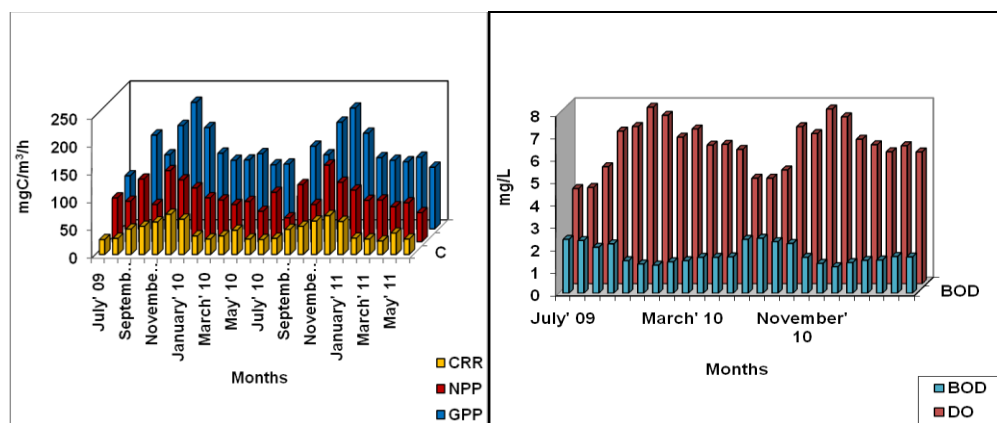 250
200
150
100
50
0
mgC/m³/h
C
July' 09
Septemb…
Novembe…
January' 10
March' 10
May' 10
July' 10
Septemb…
Novembe…
January' 11
March' 11
May' 11
Months
CRR
NPP
GPP
8
7
6
5
4
3
2
1
0
mg/L
BOD
July' 09
March' 10
November'
10
Months
BOD
DO